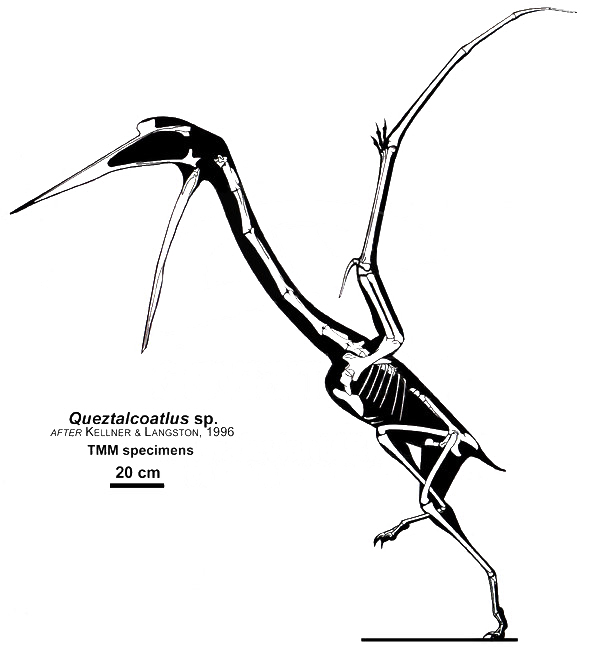 Queztalcoatlus sp.
AFTER KELLNER & LANGSTON, 1996
TMM specimens
20 cm